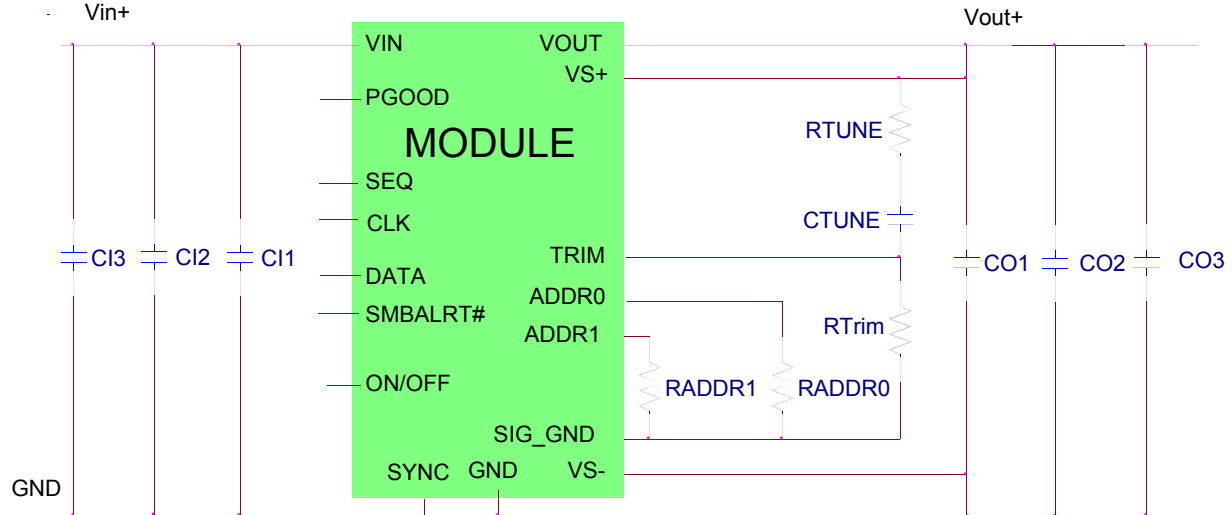 Vin+
Vout+
VIN
VOUT
VS+
PGOOD
RTUNE
MODULE
SEQ
CLK
CTUNE
TRIM
CI3
CI2
CI1
CO1
CO2
CO3
DATA
ADDR0
SMBALRT#
RTrim
ADDR1
ON/OFF
RADDR1
RADDR0
SIG_GND
SYNC
GND
VS-
GND